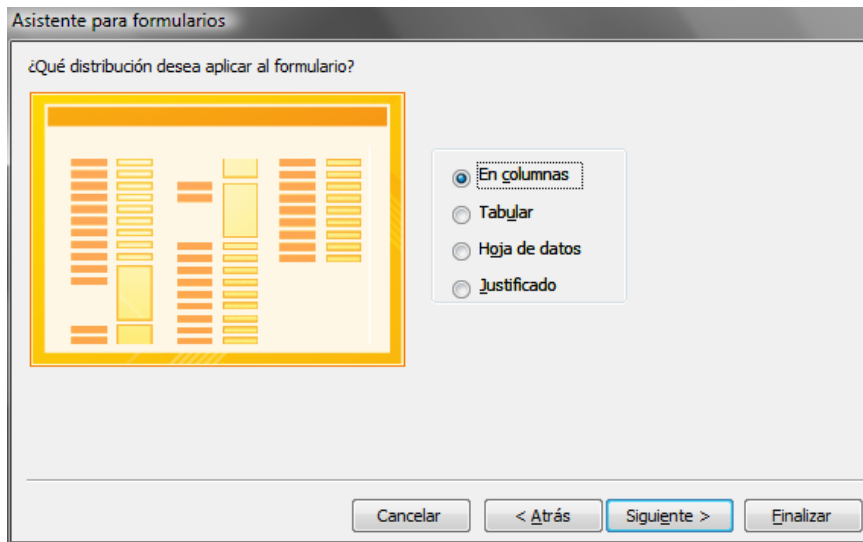 Asistente para formularios
¿Qué distribución desea aplicar al formulario?
En columnas
Tabular
Hoja de datos
Justificado
Cancelar
< Atrás
Siguiente >
Finalizar